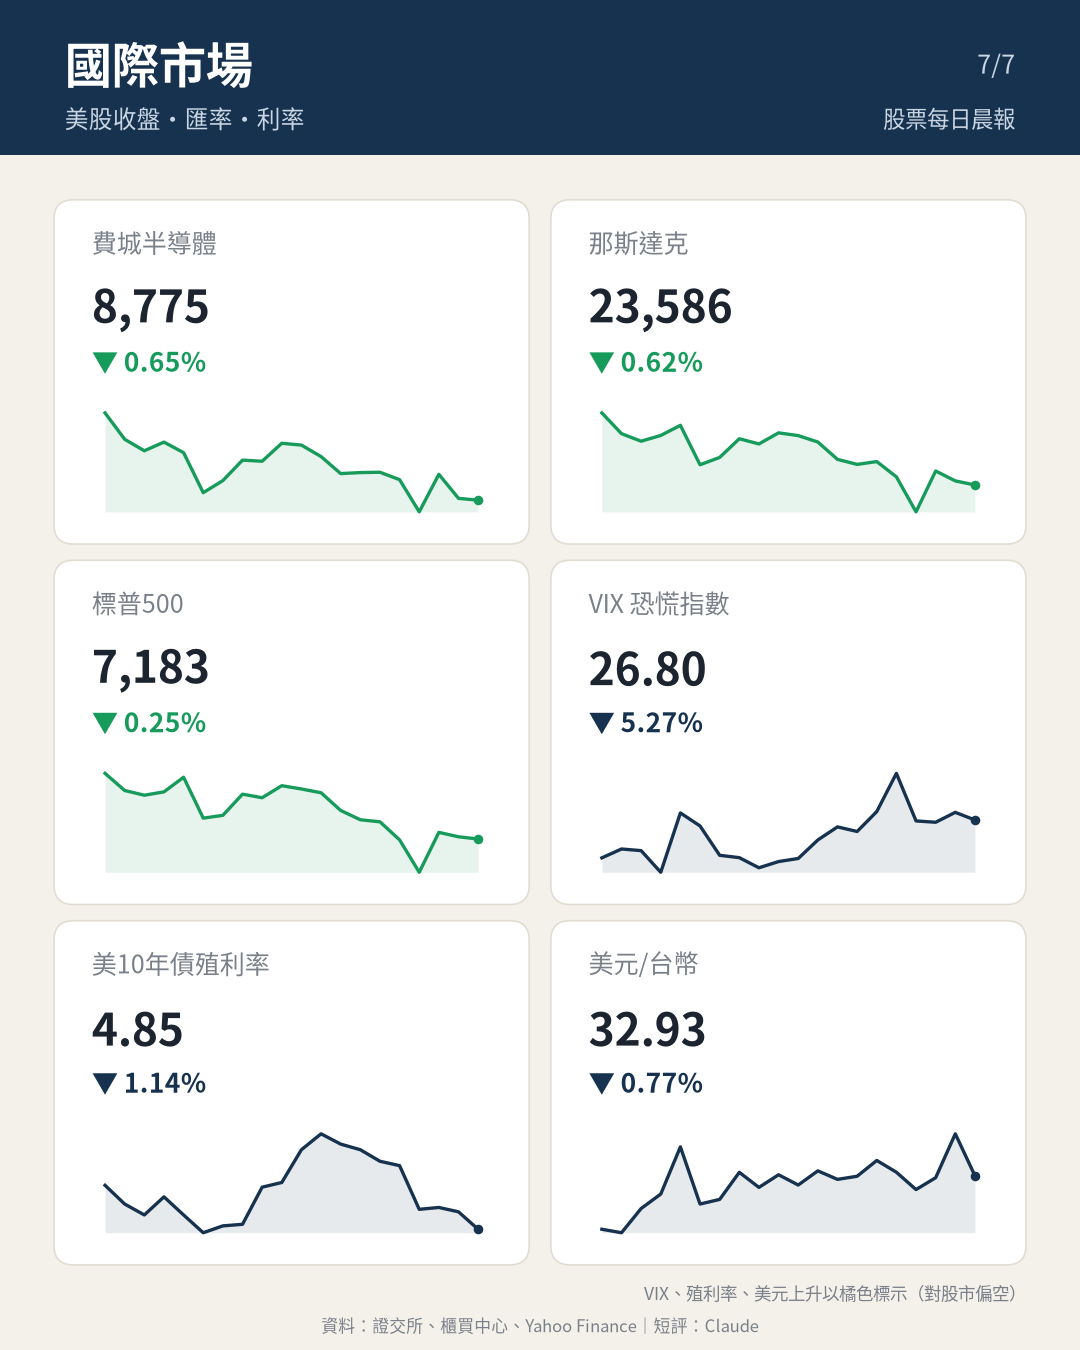 國際市場
7/7
美股收盤・匯率・利率
股票每日晨報
費城半導體
8,775
▼ 0.65%
那斯達克
23,586
▼ 0.62%
標普500
7,183
▼ 0.25%
VIX 恐慌指數
26.80
▼ 5.27%
美10年債殖利率
4.85
▼ 1.14%
美元/台幣
32.93
▼ 0.77%
VIX、殖利率、美元上升以橘色標示（對股市偏空）
資料：證交所、櫃買中心、Yahoo Finance｜短評：Claude